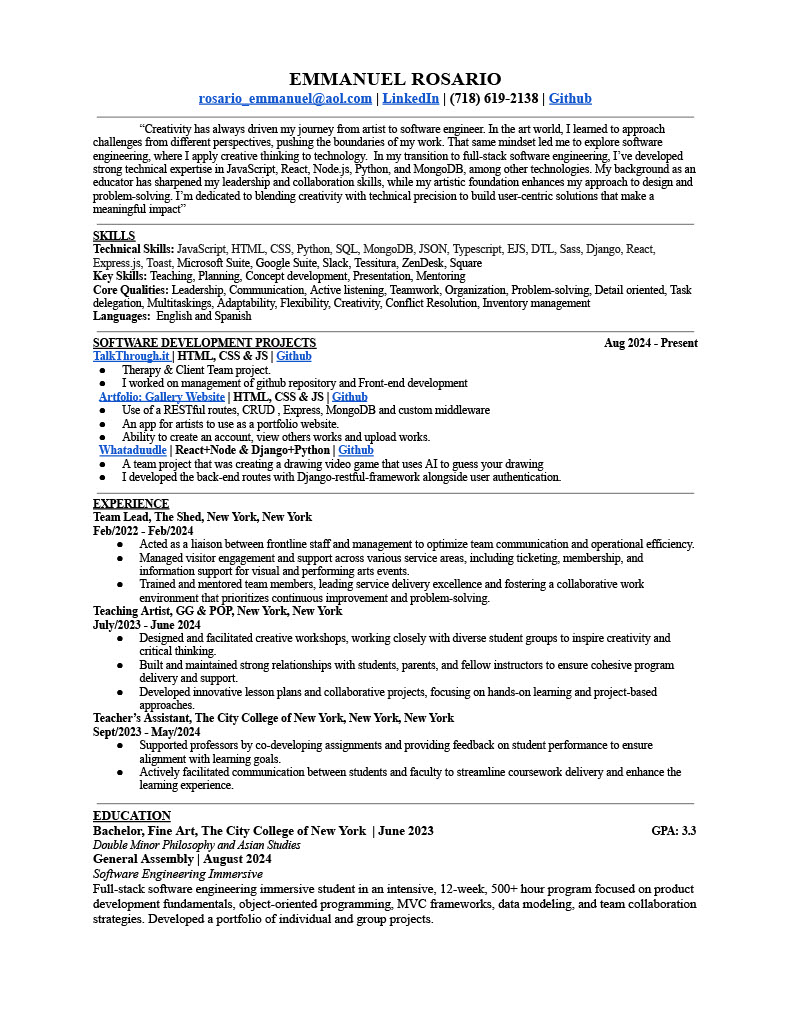 EMMANUEL ROSARIO
rosario_emmanuel@aol.com | LinkedIn | (718) 619-2138 | Github
“Creativity has always driven my journey from artist to software engineer. In the art world, I learned to approach
challenges from different perspectives, pushing the boundaries of my work. That same mindset led me to explore software
engineering, where I apply creative thinking to technology.  In my transition to full-stack software engineering, I’ve developed
strong technical expertise in JavaScript, React, Node.js, Python, and MongoDB, among other technologies. My background as an
educator has sharpened my leadership and collaboration skills, while my artistic foundation enhances my approach to design and
problem-solving. I’m dedicated to blending creativity with technical precision to build user-centric solutions that make a
meaningful impact”
SKILLS
Technical Skills: JavaScript, HTML, CSS, Python, SQL, MongoDB, JSON, Typescript, EJS, DTL, Sass, Django, React,
Express.js, Toast, Microsoft Suite, Google Suite, Slack, Tessitura, ZenDesk, Square
Key Skills: Teaching, Planning, Concept development, Presentation, Mentoring
Core Qualities: Leadership, Communication, Active listening, Teamwork, Organization, Problem-solving, Detail oriented, Task
delegation, Multitaskings, Adaptability, Flexibility, Creativity, Conflict Resolution, Inventory management
Languages:  English and Spanish
SOFTWARE DEVELOPMENT PROJECTS Aug 2024 - Present
TalkThrough.it | HTML, CSS & JS | Github
● Therapy & Client Team project.
● I worked on management of github repository and Front-end development
Artfolio: Gallery Website | HTML, CSS & JS | Github
● Use of a RESTful routes, CRUD , Express, MongoDB and custom middleware
● An app for artists to use as a portfolio website.
● Ability to create an account, view others works and upload works.
Whataduudle | React+Node & Django+Python | Github
● A team project that was creating a drawing video game that uses AI to guess your drawing
● I developed the back-end routes with Django-restful-framework alongside user authentication.
EXPERIENCE
Team Lead, The Shed, New York, New York
Feb/2022 - Feb/2024
● Acted as a liaison between frontline staff and management to optimize team communication and operational efficiency.
● Managed visitor engagement and support across various service areas, including ticketing, membership, and
information support for visual and performing arts events.
● Trained and mentored team members, leading service delivery excellence and fostering a collaborative work
environment that prioritizes continuous improvement and problem-solving.
Teaching Artist, GG & POP, New York, New York
July/2023 - June 2024
● Designed and facilitated creative workshops, working closely with diverse student groups to inspire creativity and
critical thinking.
● Built and maintained strong relationships with students, parents, and fellow instructors to ensure cohesive program
delivery and support.
● Developed innovative lesson plans and collaborative projects, focusing on hands-on learning and project-based
approaches.
Teacher’s Assistant, The City College of New York, New York, New York
Sept/2023 - May/2024
● Supported professors by co-developing assignments and providing feedback on student performance to ensure
alignment with learning goals.
● Actively facilitated communication between students and faculty to streamline coursework delivery and enhance the
learning experience.
EDUCATION
Bachelor, Fine Art, The City College of New York | June 2023 GPA: 3.3
Double Minor Philosophy and Asian Studies
General Assembly | August 2024
Software Engineering Immersive
Full-stack software engineering immersive student in an intensive, 12-week, 500+ hour program focused on product
development fundamentals, object-oriented programming, MVC frameworks, data modeling, and team collaboration
strategies. Developed a portfolio of individual and group projects.